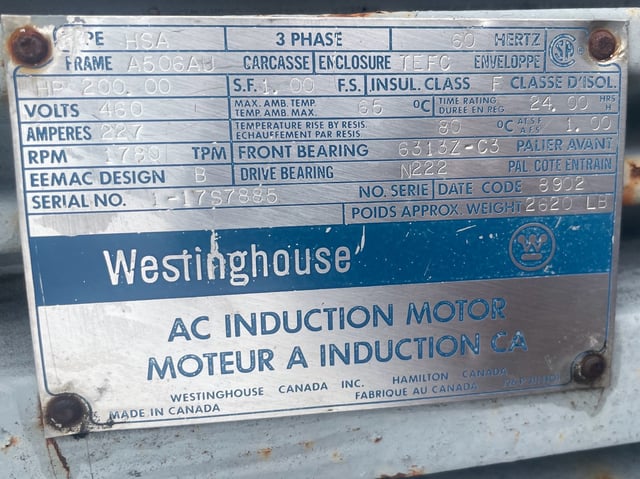 TYPE HSA 3 PHASE 60 HERTZ
FRAME CARCASSE ENCLOSURE TEFC ENVELOPPE
HP 200.00 S.F. 1.00 F.S. INSUL. CLASS F CLASSE D'ISOL.
VOLTS 460 MAX. AMB. TEMP. TEMP. AMB. MAX. 65 °C TIME RATING DUREE EN REG. 24.00 HRS H
AMPERES 227 TEMPERATURE RISE BY RESIS. ECHAUFFEMENT PAR RESIS. 80 °C AT S.F. A F.S. 1.00
RPM TPM FRONT BEARING 6313Z-C3 PALIER AVANT
EEMAC DESIGN B DRIVE BEARING N222 PAL COTE ENTRAIN
SERIAL NO. 1-17S7885 NO. SERIE DATE CODE 8902
POIDS APPROX. WEIGHT 2620 LB
Westinghouse
AC INDUCTION MOTOR
MOTEUR A INDUCTION CA
WESTINGHOUSE CANADA INC. HAMILTON CANADA
MADE IN CANADA FABRIQUE AU CANADA